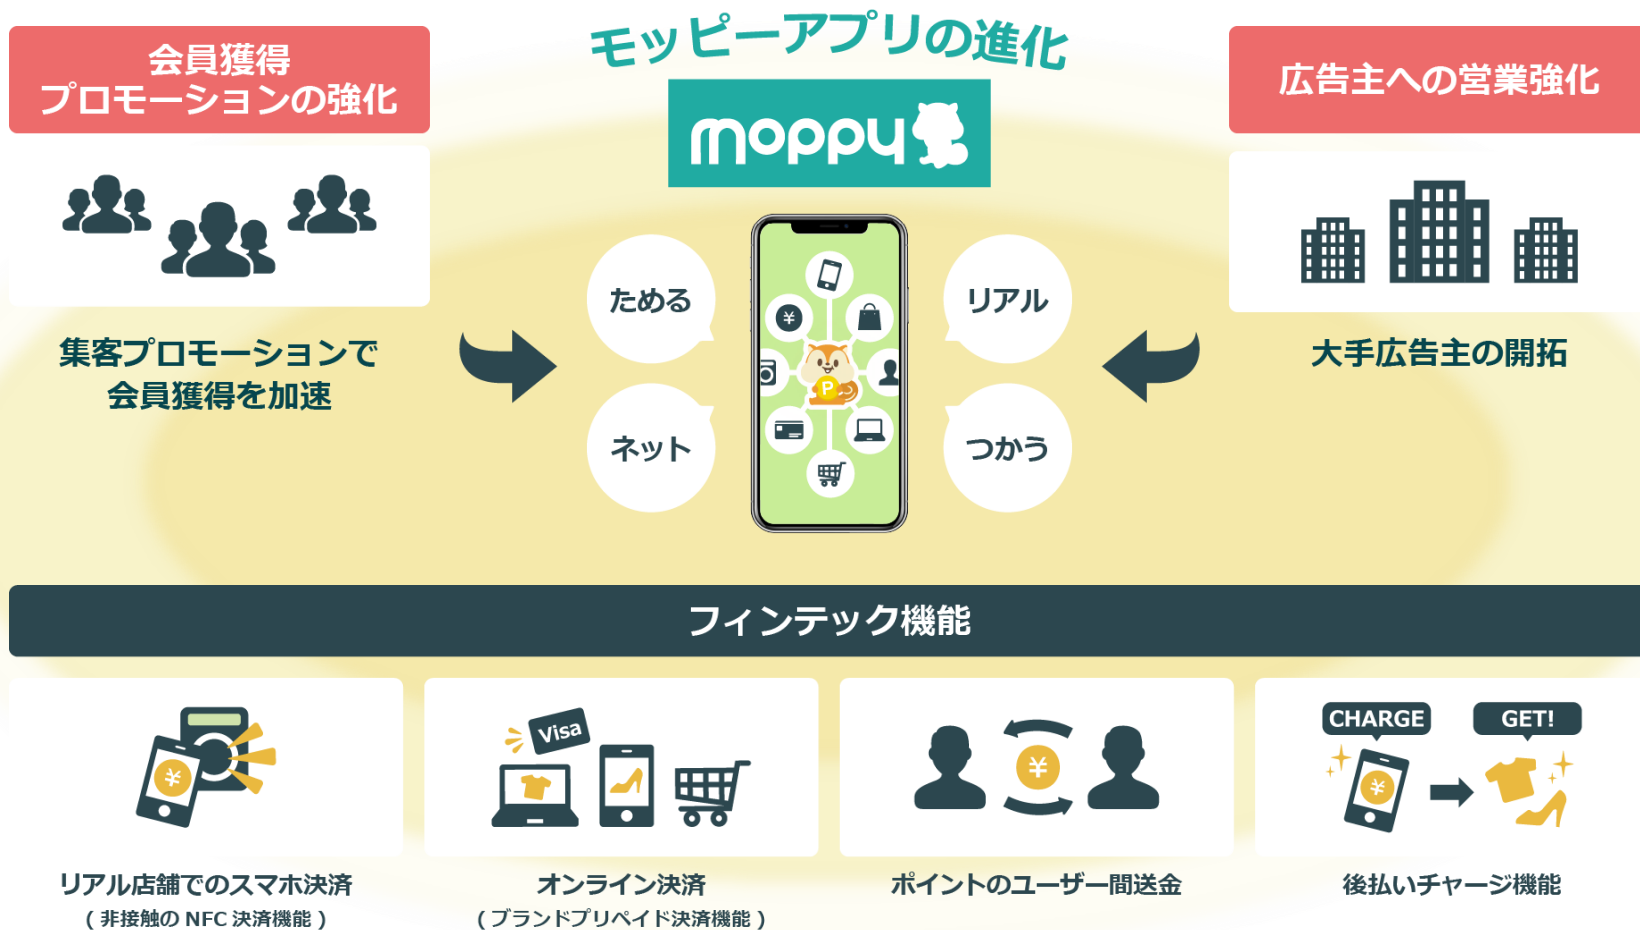 モッピーアプリの進化
moppy
会員獲得
プロモーションの強化
集客プロモーションで
会員獲得を加速
ためる
ネット
リアル
つかう
¥
P
広告主への営業強化
大手広告主の開拓
フィンテック機能
¥
リアル店舗でのスマホ決済
( 非接触の NFC 決済機能 )
Visa
オンライン決済
( ブランドプリペイド決済機能 )
¥
ポイントのユーザー間送金
CHARGE
GET!
¥
後払いチャージ機能